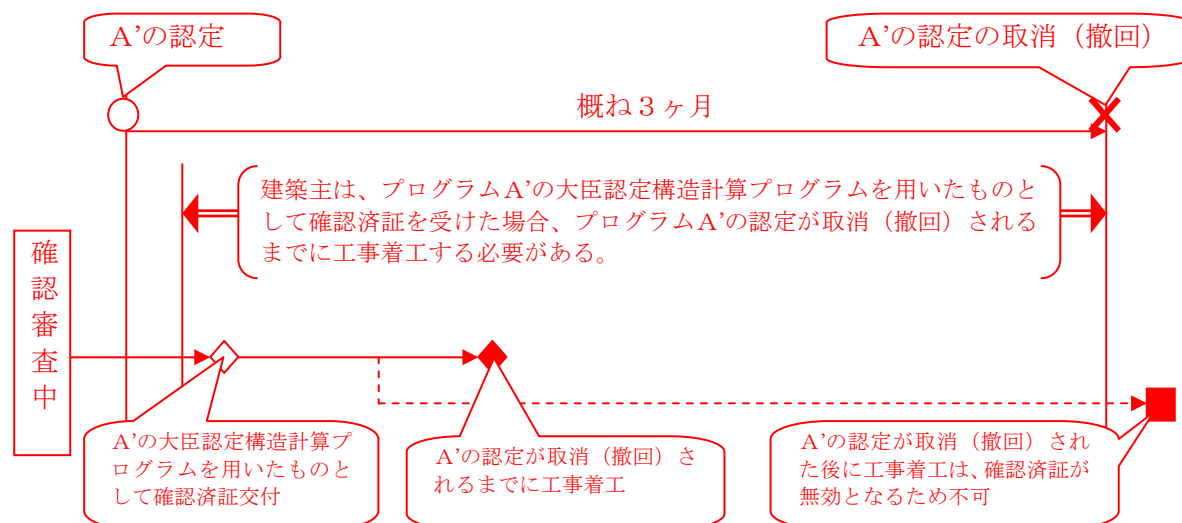 A’の認定
A’の認定の取消（撤回）
概ね３ヶ月
建築主は、プログラムA’の大臣認定構造計算プログラムを用いたものと
して確認済証を受けた場合、プログラムA’の認定が取消（撤回）される
までに工事着工する必要がある。
確認審査中
A’の大臣認定構造計算プ
ログラムを用いたものと
して確認済証交付
A’の認定が取消（撤回）さ
れるまでに工事着工
A’の認定が取消（撤回）され
た後に工事着工は、確認済証が
無効となるため不可